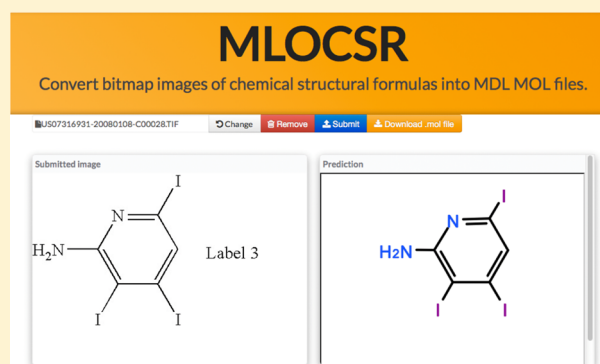 MLOCSR
Convert bitmap images of chemical structural formulas into MDL MOL files.
US07316931-20080108-C00028.TIF Change Remove Submit Download .mol file
Submitted image
I
N
H2N
Label 3
I I
Prediction
I
N
H2N
I I